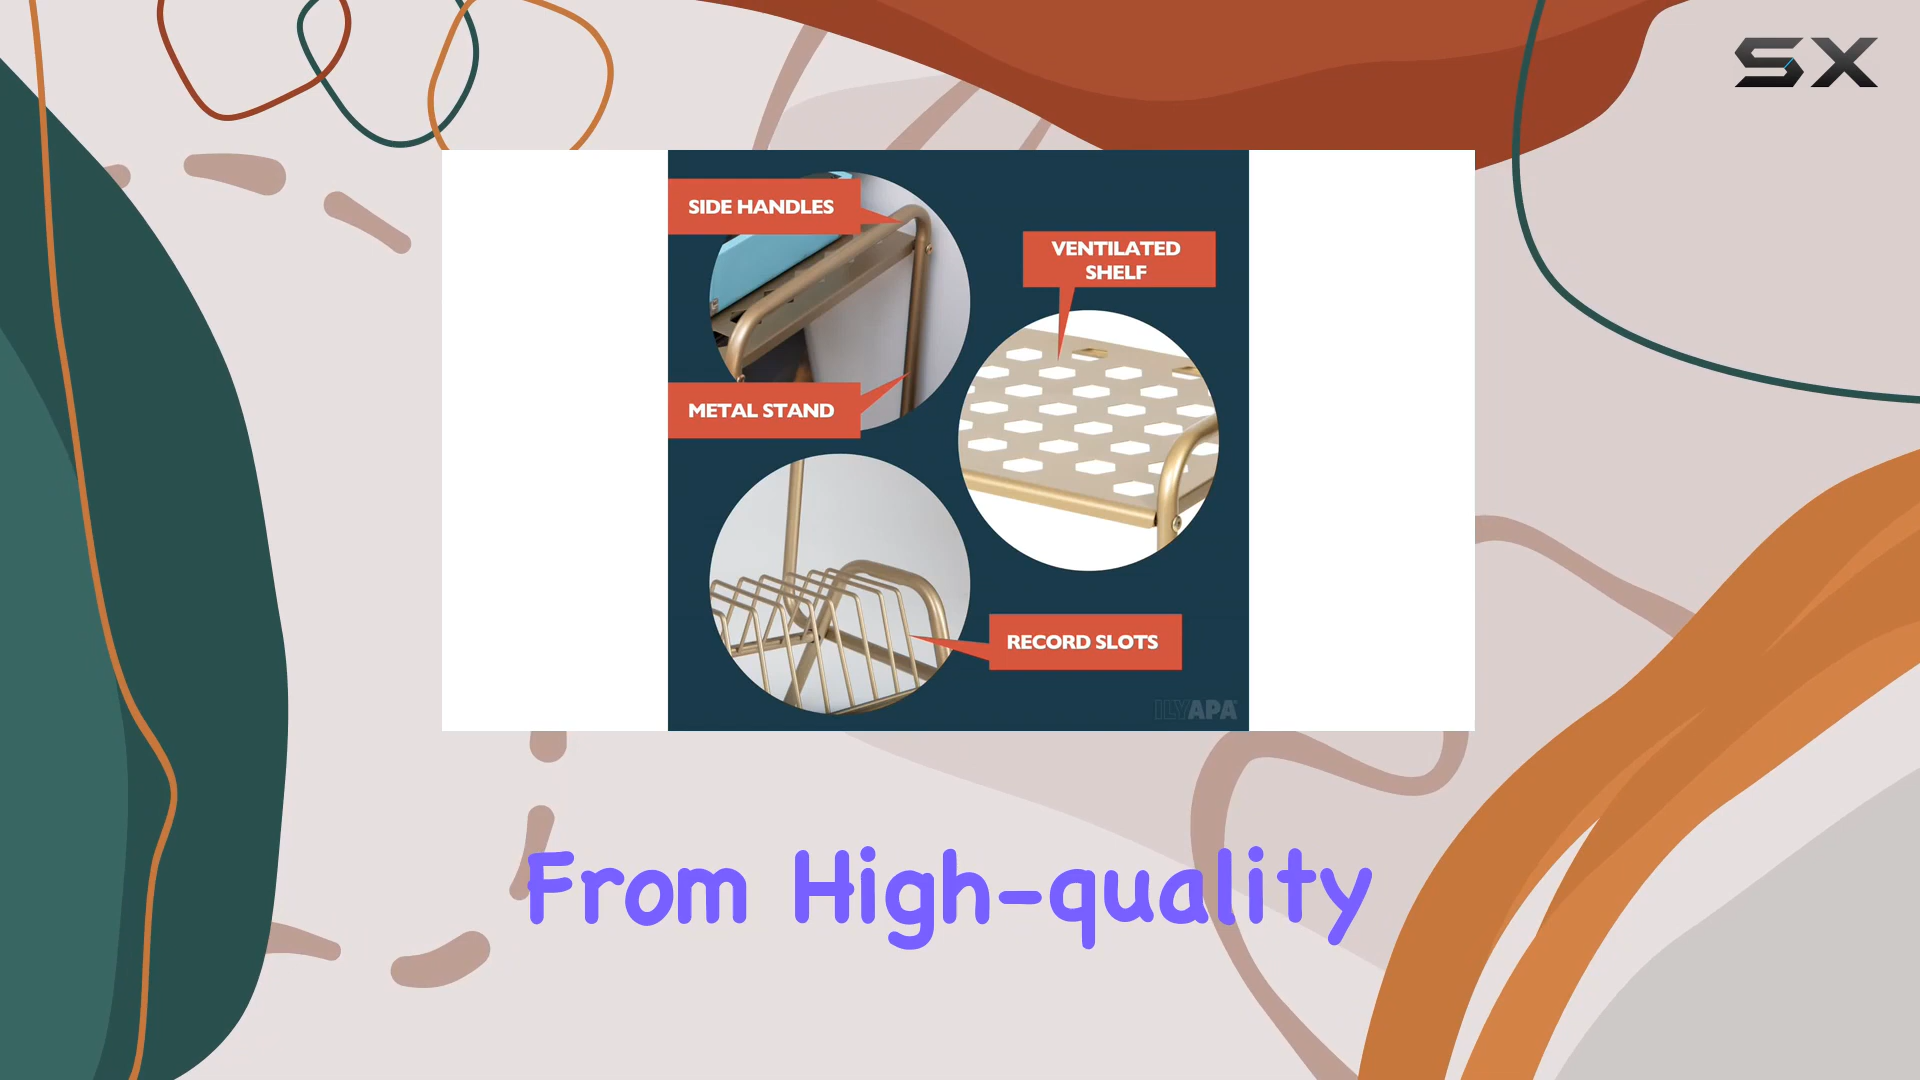 SX
SIDE HANDLES
VENTILATED
SHELF
METAL STAND
RECORD SLOTS
ILYAPA
From High-quality